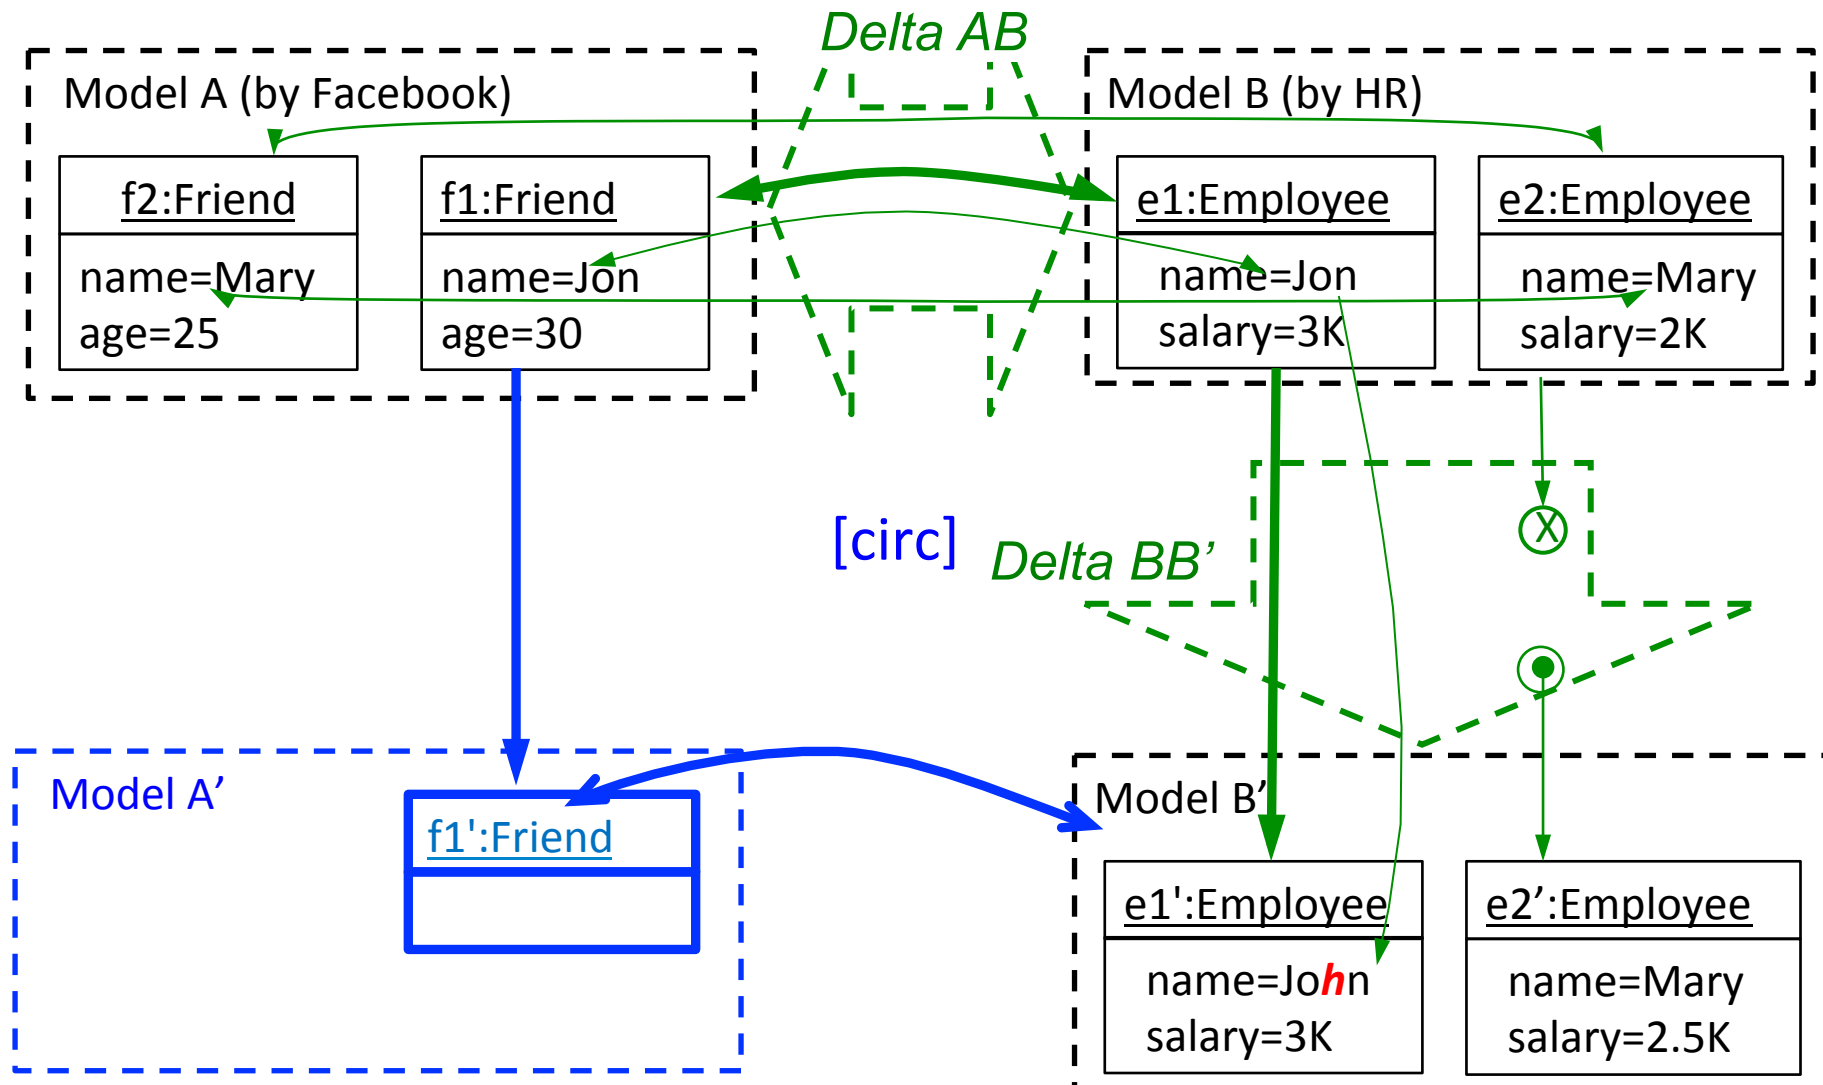 Delta AB
Model A (by Facebook)
Model B (by HR)
f2:Friend
name=Mary
age=25
f1:Friend
name=Jon
age=30
e1:Employee
name=Jon
salary=3K
e2:Employee
name=Mary
salary=2K
X
[circ]
Delta BB’
Model A’
f1':Friend
Model B’
e1':Employee
name=John
salary=3K
e2’:Employee
name=Mary
salary=2.5K